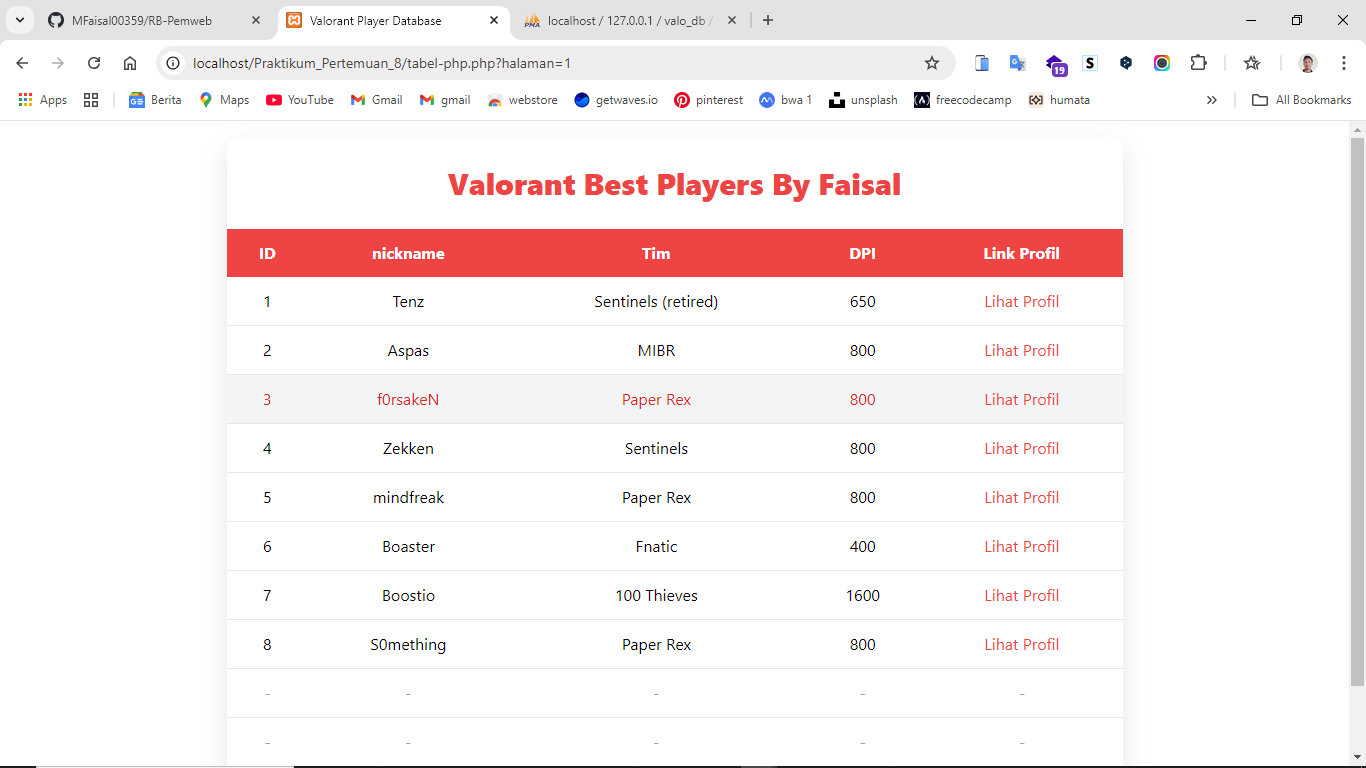 MFaisal00359/RB-Pemweb
Valorant Player Database
localhost / 127.0.0.1 / valo_db /
localhost/Praktikum_Pertemuan_8/tabel-php.php?halaman=1
19
S
Apps
Berita
Maps
YouTube
Gmail
gmail
webstore
getwaves.io
pinterest
bwa 1
unsplash
freecodecamp
humata
All Bookmarks
Valorant Best Players By Faisal
ID nickname Tim DPI Link Profil
1 Tenz Sentinels (retired) 650 Lihat Profil
2 Aspas MIBR 800 Lihat Profil
3 f0rsakeN Paper Rex 800 Lihat Profil
4 Zekken Sentinels 800 Lihat Profil
5 mindfreak Paper Rex 800 Lihat Profil
6 Boaster Fnatic 400 Lihat Profil
7 Boostio 100 Thieves 1600 Lihat Profil
8 S0mething Paper Rex 800 Lihat Profil
- - - - -
- - - - -